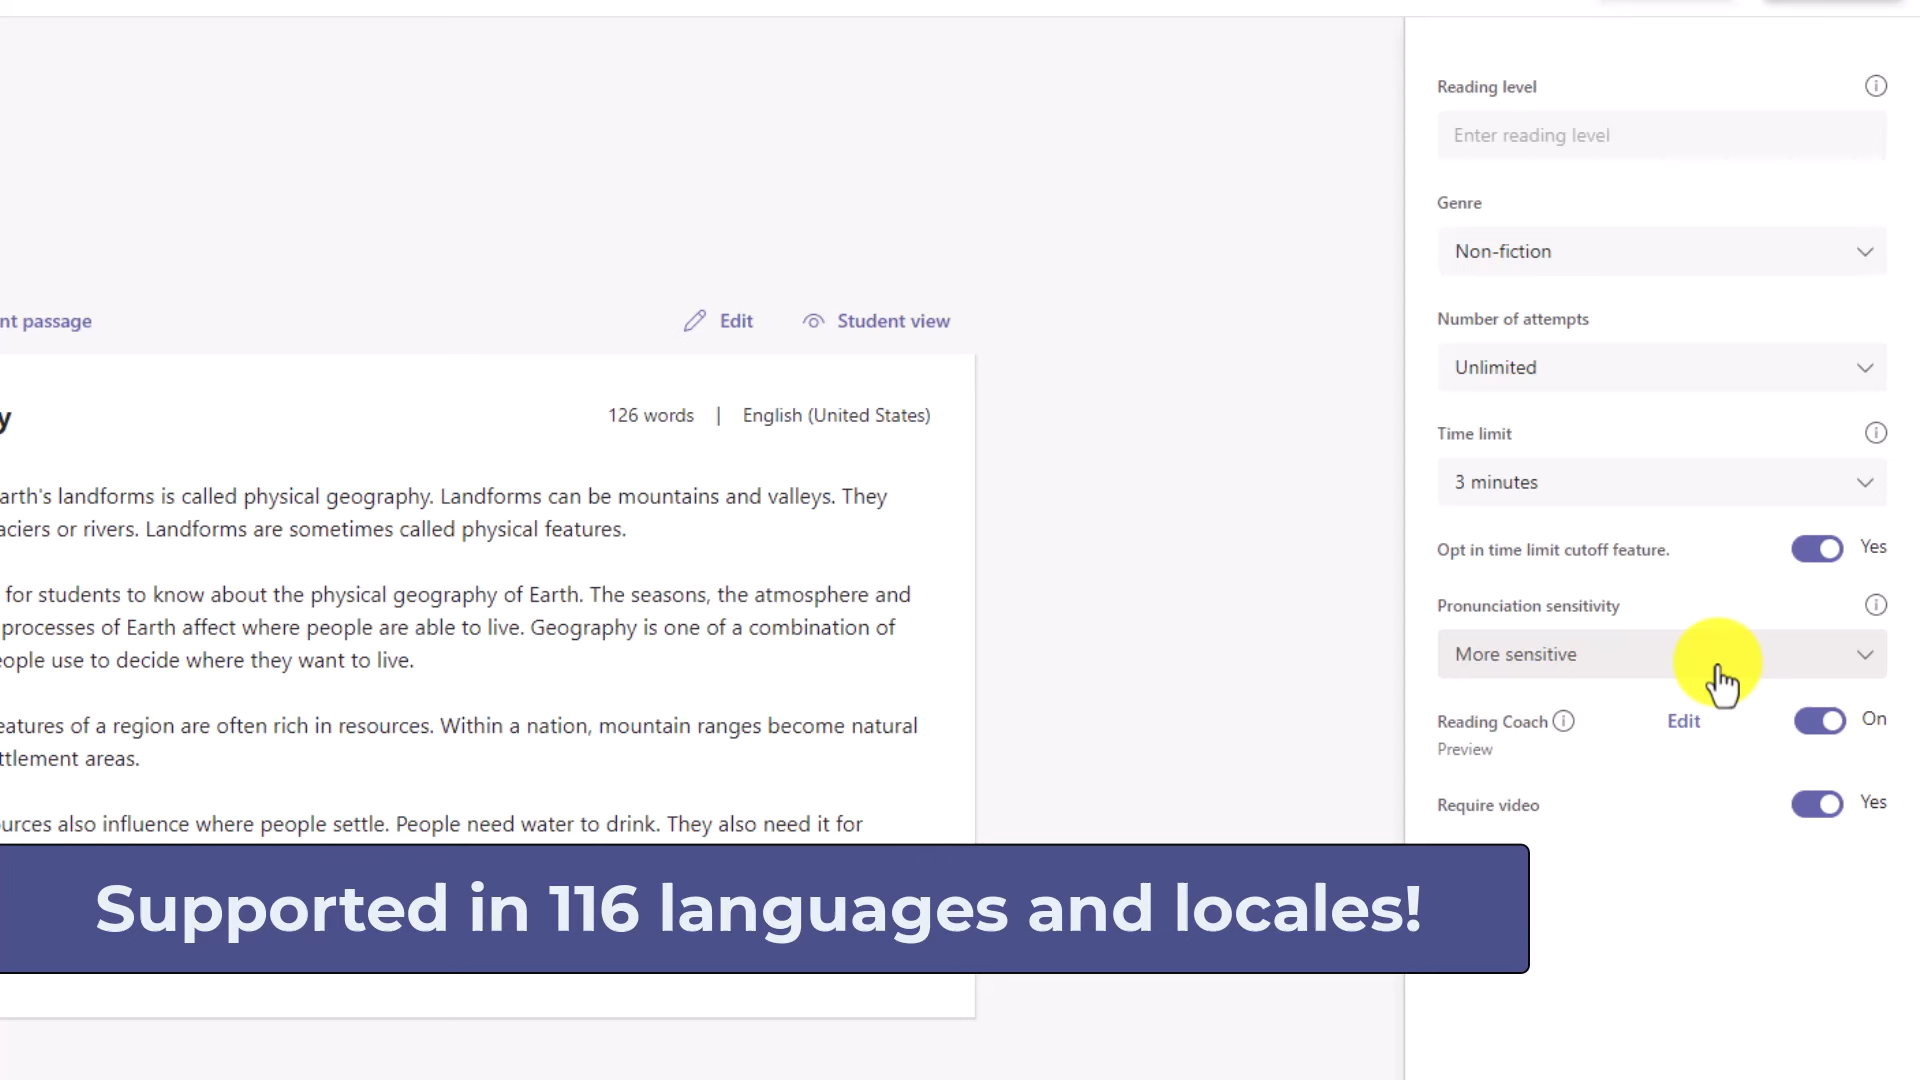 nt passage
Edit
Student view
y
126 words | English (United States)
arth's landforms is called physical geography. Landforms can be mountains and valleys. They
aciers or rivers. Landforms are sometimes called physical features.
for students to know about the physical geography of Earth. The seasons, the atmosphere and
processes of Earth affect where people are able to live. Geography is one of a combination of
eople use to decide where they want to live.
eatures of a region are often rich in resources. Within a nation, mountain ranges become natural
ttlement areas.
urces also influence where people settle. People need water to drink. They also need it for
Supported in 116 languages and locales!
Reading level
Enter reading level
Genre
Non-fiction
Number of attempts
Unlimited
Time limit
3 minutes
Opt in time limit cutoff feature.
Yes
Pronunciation sensitivity
More sensitive
Reading Coach
Edit
On
Preview
Require video
Yes